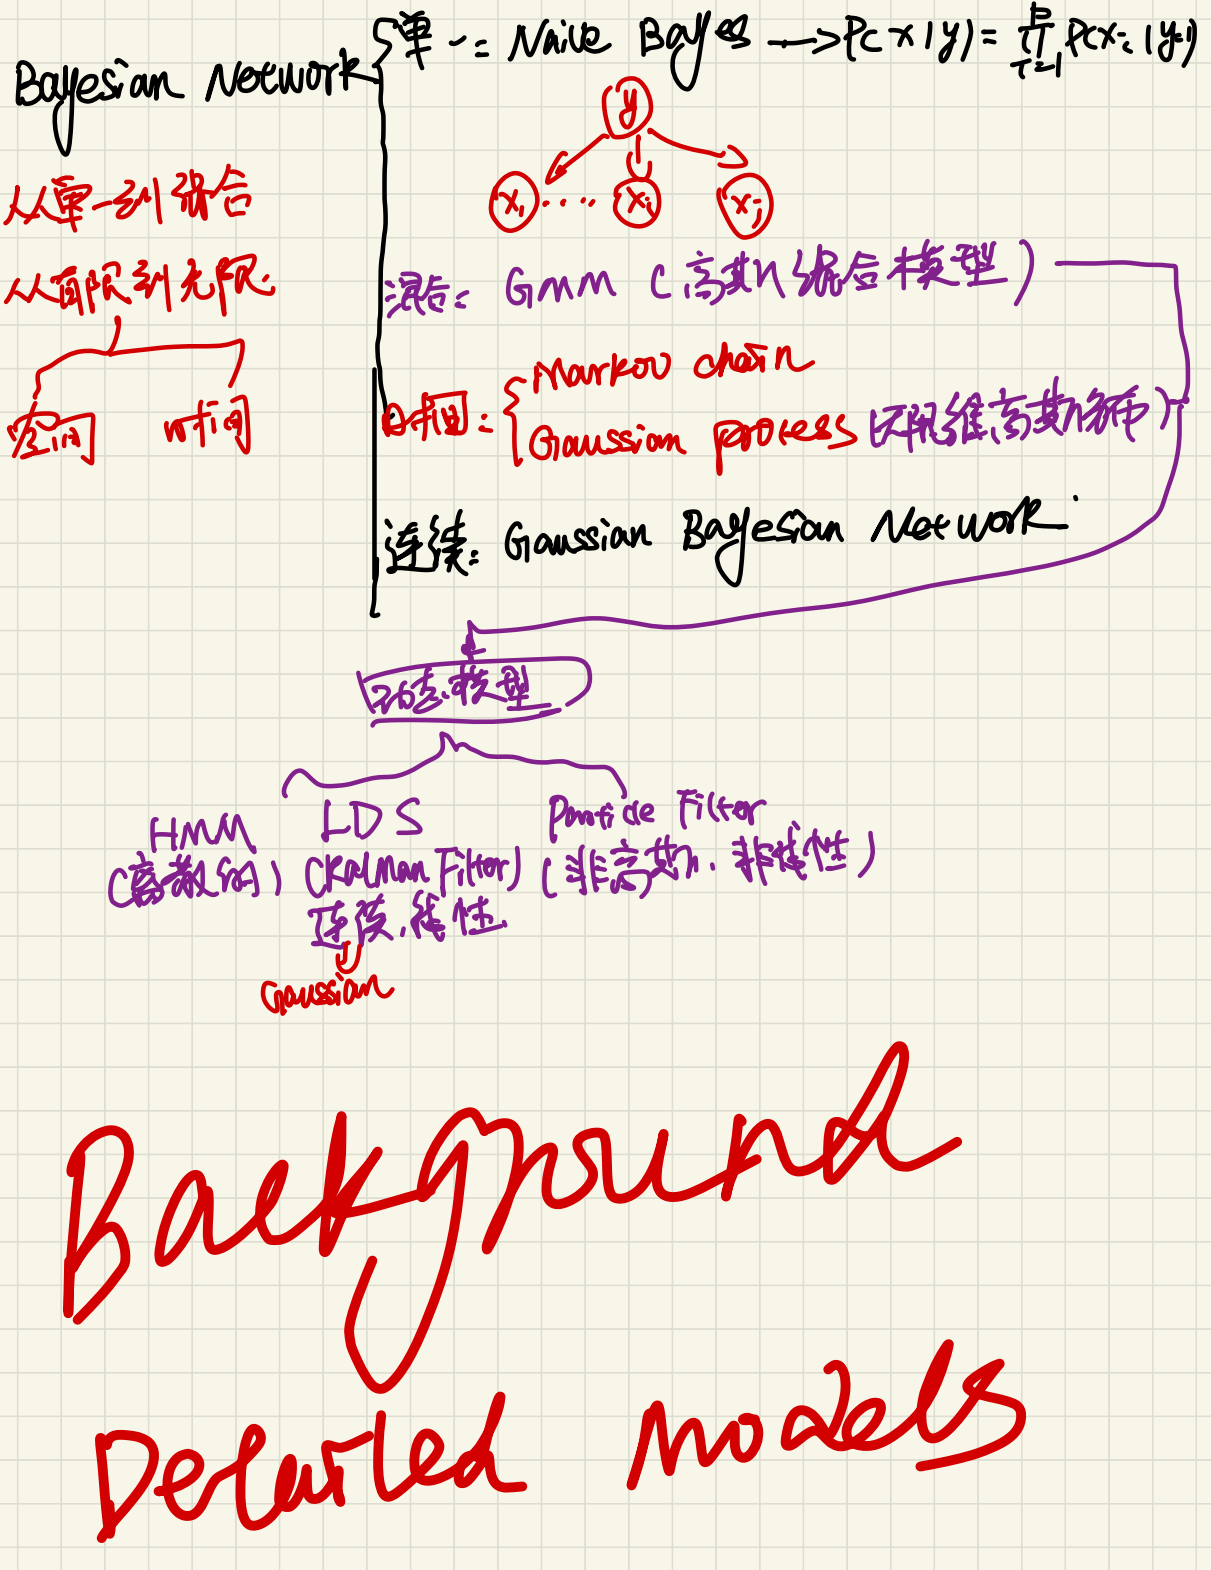 Bayesian Network
单一: Naive Bayes → P(x|y) = ∏ᵖᵢ₌₁ P(xᵢ|y=1)
y
x₁ ····· xᵢ xⱼ
从单一到混合
从有限到无限
空间 时间
混合: GMM (高斯混合模型)
时间: Markov chain
Gaussian process (无限维高斯分布)
连续: Gaussian Bayesian Network
动态模型
HMM
(离散的)
LDS
(Kalman Filter)
连续、线性
Gaussian
Particle Filter
(非高斯、非线性)
Background
Detailed models